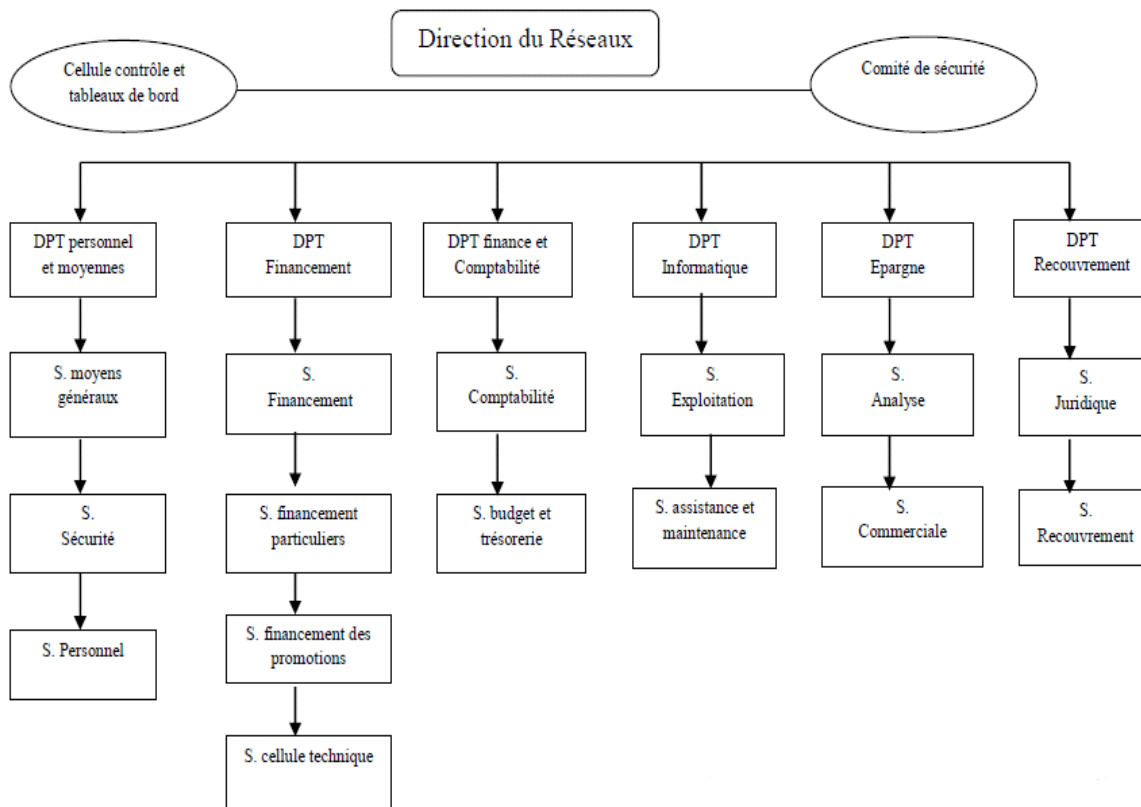 Direction du Réseaux
Cellule contrôle et
tableaux de bord
Comité de sécurité
DPT personnel
et moyennes
DPT
Financement
DPT finance et
Comptabilité
DPT
Informatique
DPT
Epargne
DPT
Recouvrement
S. moyens
généraux
S.
Financement
S.
Comptabilité
S.
Exploitation
S.
Analyse
S.
Juridique
S.
Sécurité
S. financement
particuliers
S. budget et
trésorerie
S. assistance et
maintenance
S.
Commerciale
S.
Recouvrement
S. Personnel
S. financement des
promotions
S. cellule technique